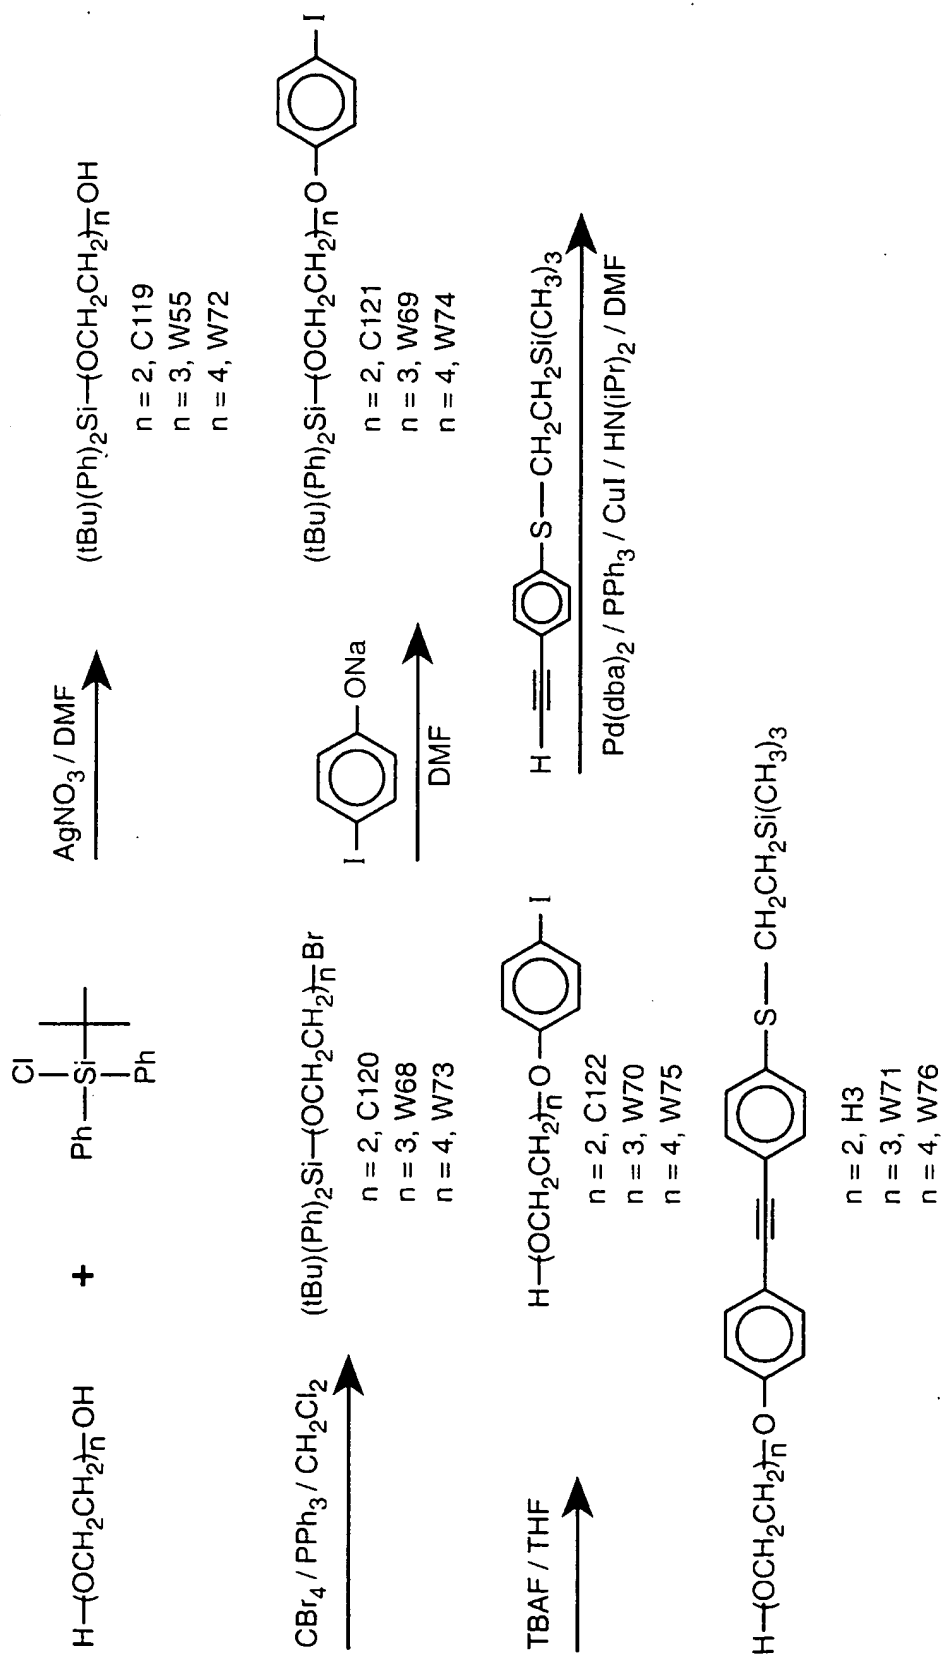 H-(OCH2CH2)n-OH + Ph-Si Cl Ph AgNO3 / DMF (tBu)(Ph)2Si-(OCH2CH2)n-OH
n = 2, C119
n = 3, W55
n = 4, W72
CBr4 / PPh3 / CH2Cl2 (tBu)(Ph)2Si-(OCH2CH2)n-Br I ONa DMF (tBu)(Ph)2Si-(OCH2CH2)n-O I
n = 2, C120 n = 2, C121
n = 3, W68 n = 3, W69
n = 4, W73 n = 4, W74
TBAF / THF H-(OCH2CH2)n-O I H S-CH2CH2Si(CH3)3
Pd(dba)2 / PPh3 / CuI / HN(iPr)2 / DMF
n = 2, C122
n = 3, W70
n = 4, W75
H-(OCH2CH2)n-O S-CH2CH2Si(CH3)3
n = 2, H3
n = 3, W71
n = 4, W76